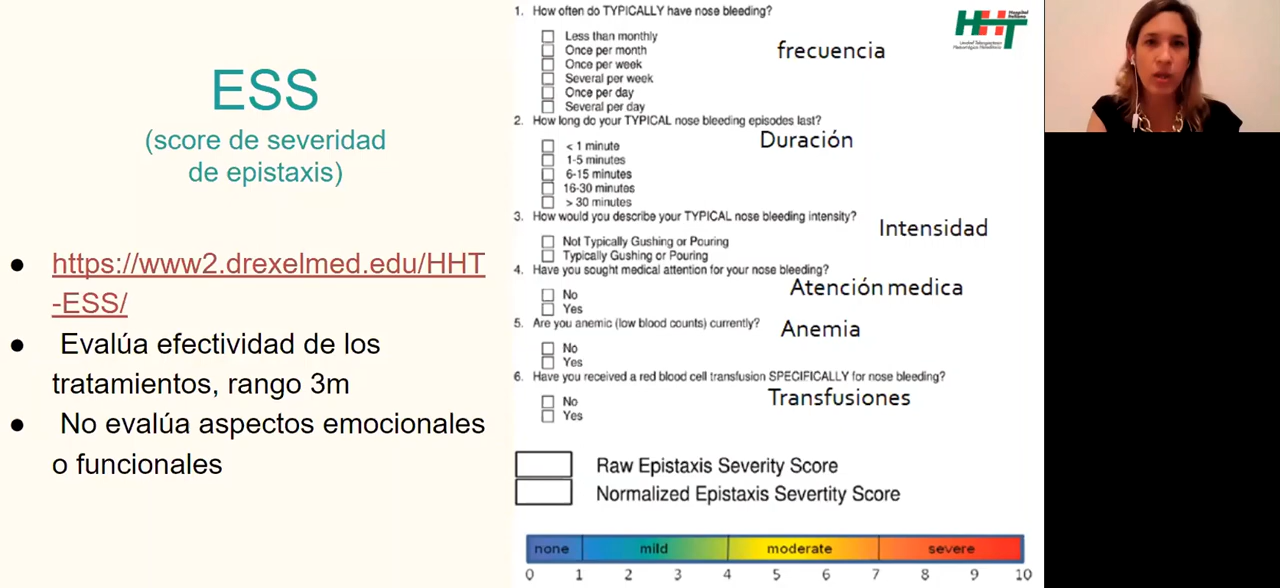 ESS
(score de severidad
de epistaxis)
https://www2.drexelmed.edu/HHT
-ESS/
Evalúa efectividad de los
tratamientos, rango 3m
No evalúa aspectos emocionales
o funcionales
1. How often do TYPICALLY have nose bleeding?
Less than monthly
Once per month
Once per week
Several per week
Once per day
Several per day
frecuencia
2. How long do your TYPICAL nose bleeding episodes last?
Duración
< 1 minute
1-5 minutes
6-15 minutes
16-30 minutes
> 30 minutes
3. How would you describe your TYPICAL nose bleeding intensity?
Intensidad
Not Typically Gushing or Pouring
Typically Gushing or Pouring
4. Have you sought medical attention for your nose bleeding?
Atención medica
No
Yes
5. Are you anemic (low blood counts) currently?
Anemia
No
Yes
6. Have you received a red blood cell transfusion SPECIFICALLY for nose bleeding?
Transfusiones
No
Yes
Raw Epistaxis Severity Score
Normalized Epistaxis Severtity Score
none mild moderate severe
0 1 2 3 4 5 6 7 8 9 10
HHT
Hospital Italiano